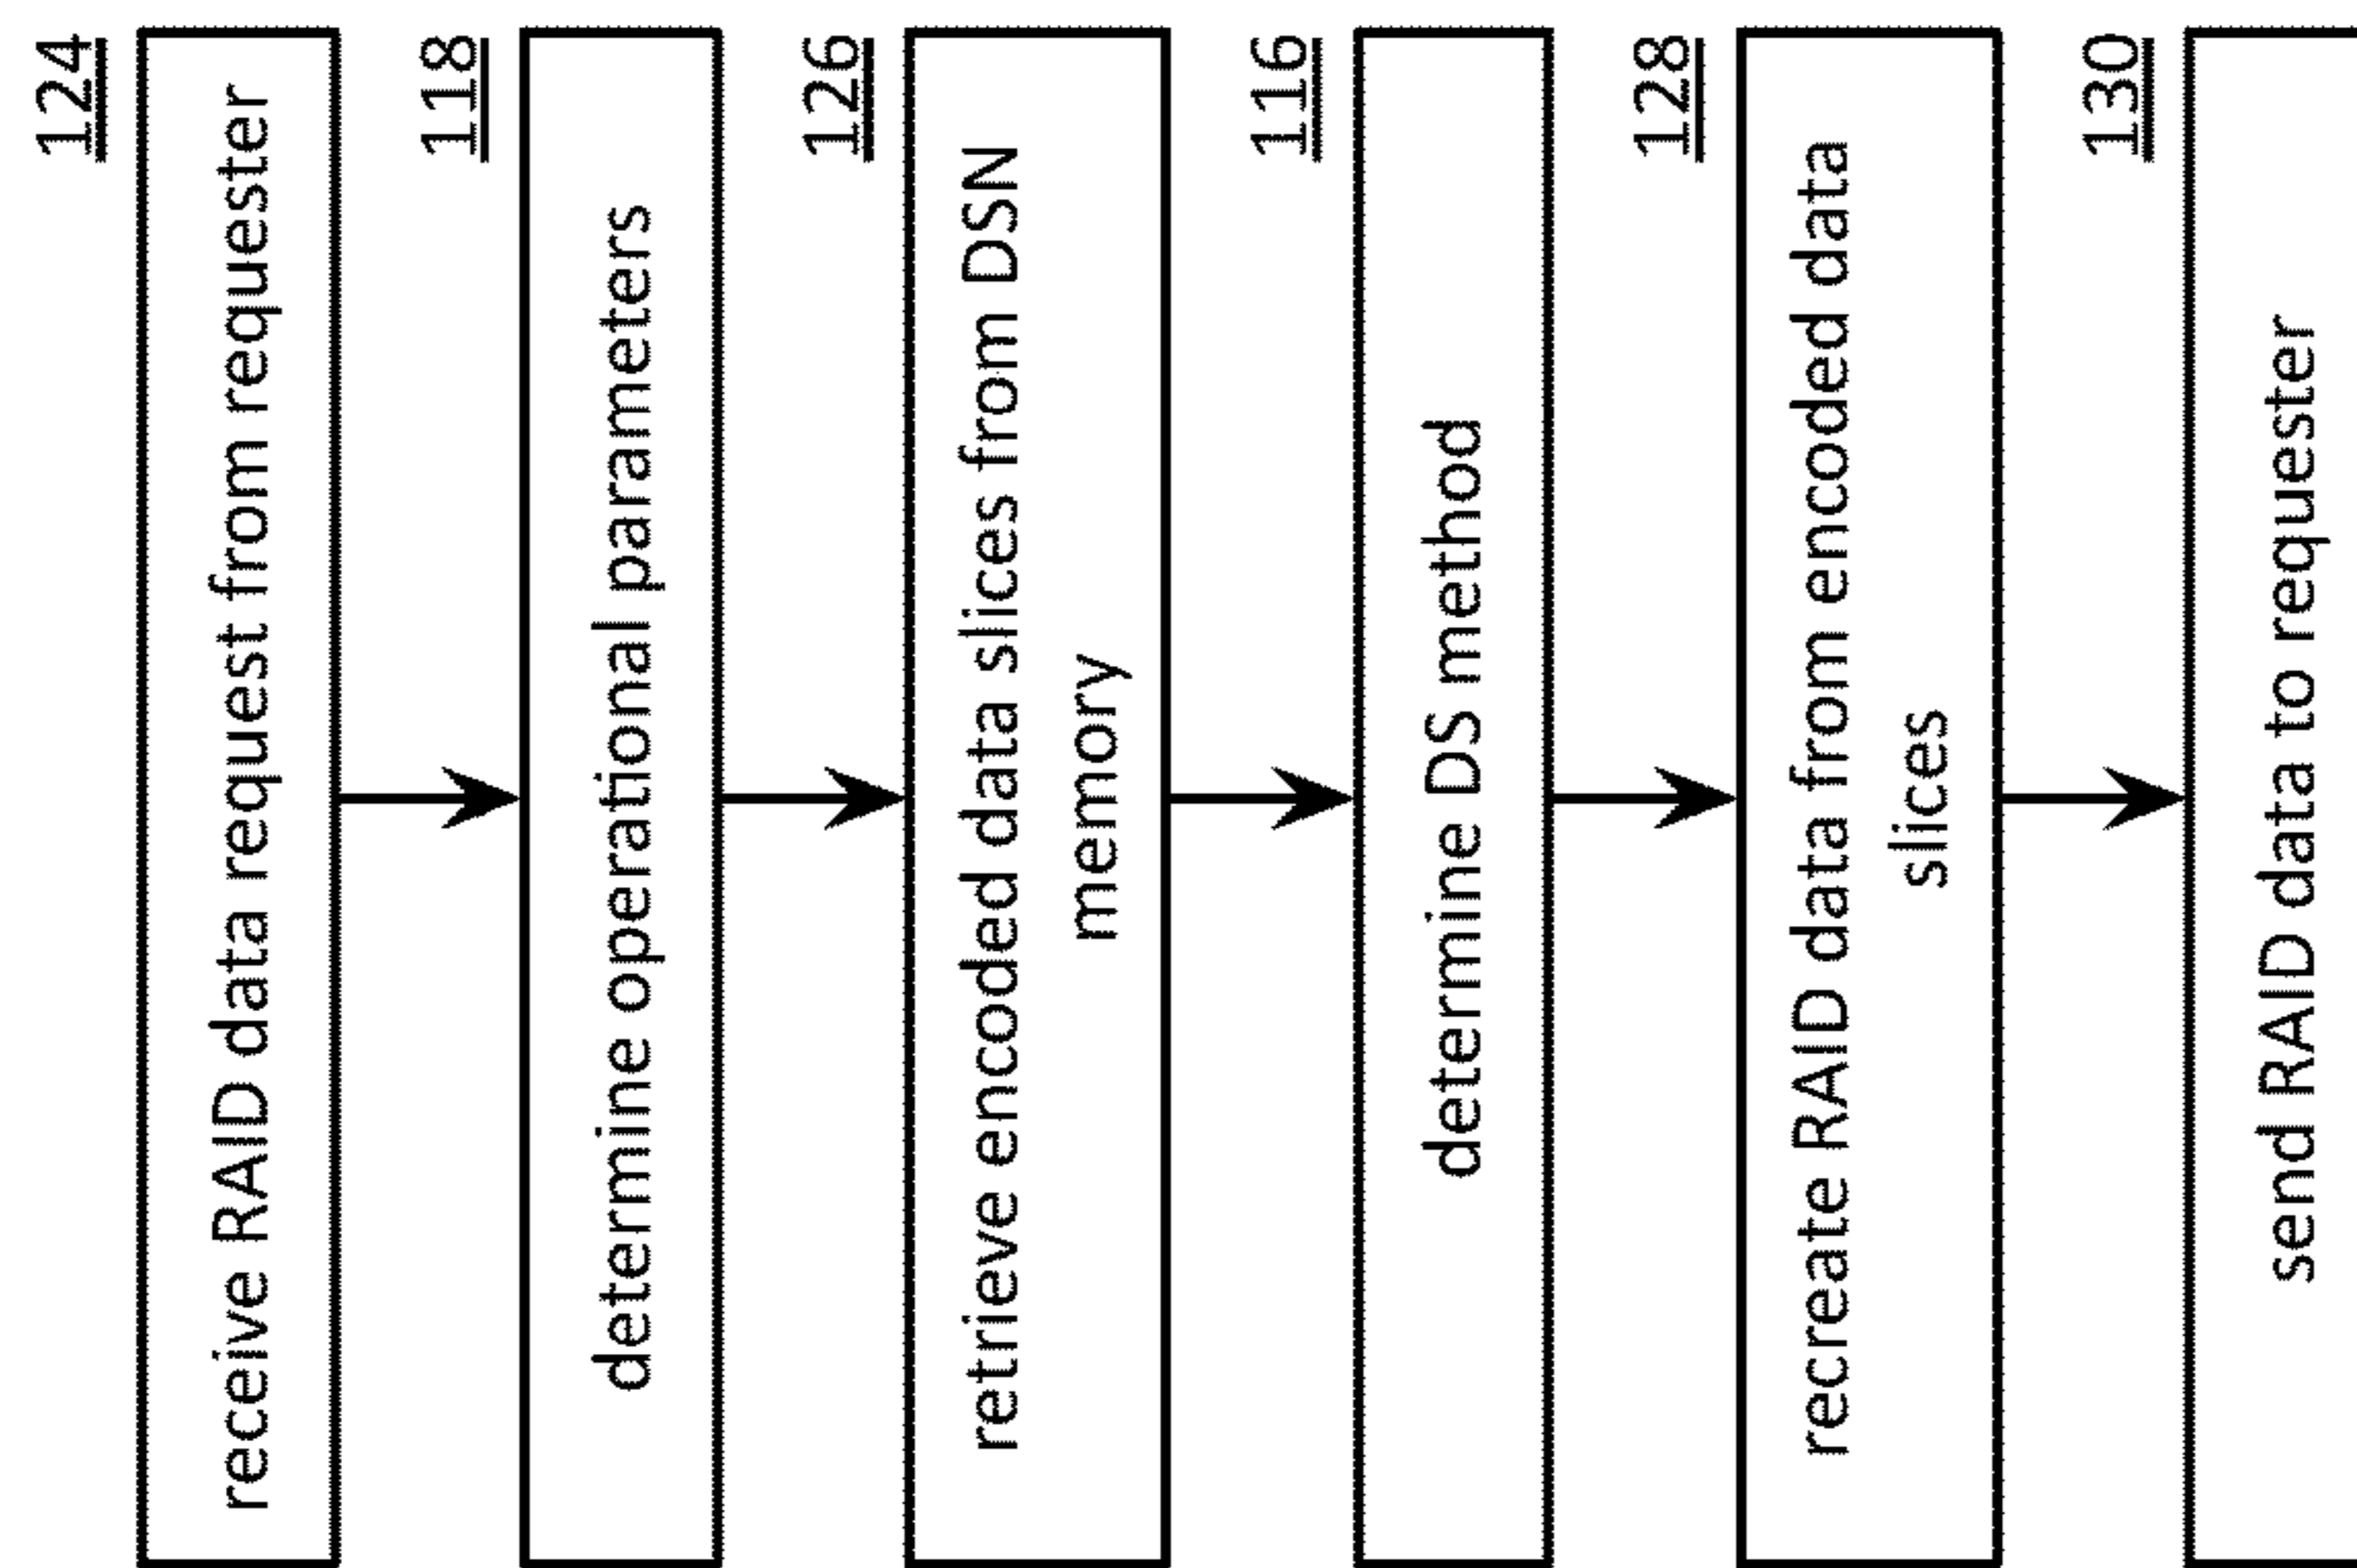 124
receive RAID data request from requester
118
determine operational parameters
126
retrieve encoded data slices from DSN
memory
116
determine DS method
128
recreate RAID data from encoded data
slices
130
send RAID data to requester